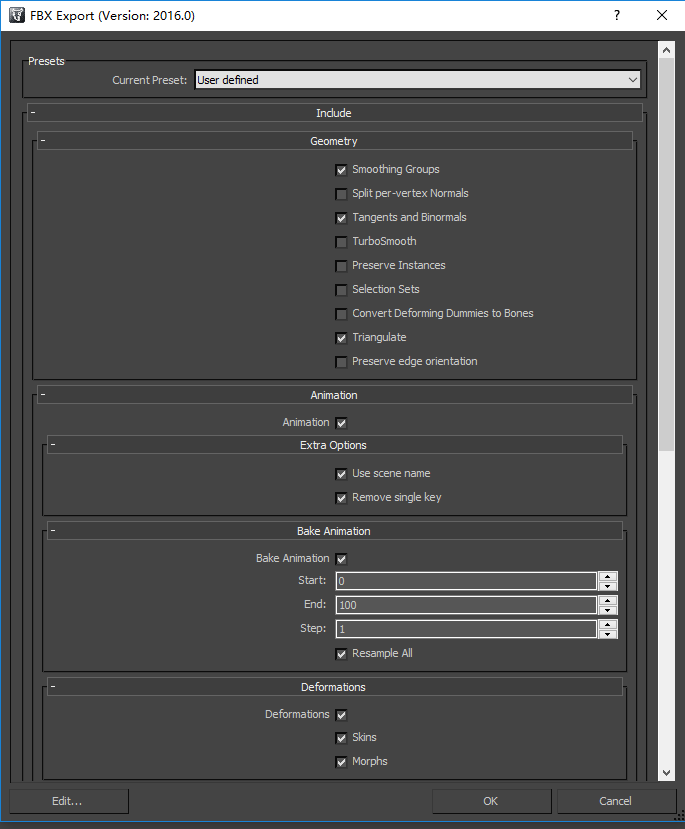 FBX Export (Version: 2016.0)
Presets
Current Preset: User defined
Include
Geometry
Smoothing Groups
Split per-vertex Normals
Tangents and Binormals
TurboSmooth
Preserve Instances
Selection Sets
Convert Deforming Dummies to Bones
Triangulate
Preserve edge orientation
Animation
Animation
Extra Options
Use scene name
Remove single key
Bake Animation
Bake Animation
Start: 0
End: 100
Step: 1
Resample All
Deformations
Deformations
Skins
Morphs
Edit... OK Cancel